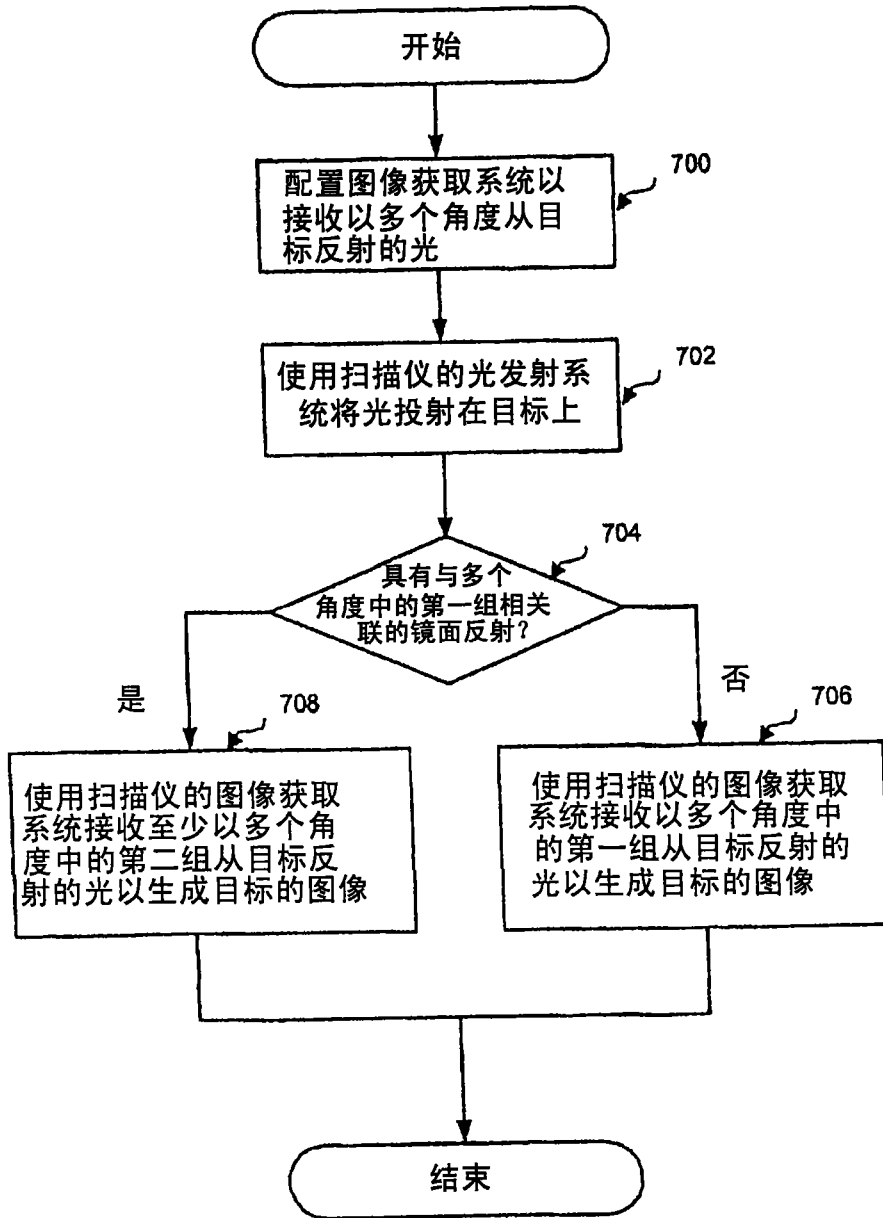 开始
配置图像获取系统以
接收以多个角度从目
标反射的光
700
使用扫描仪的光发射系
统将光投射在目标上
702
704
具有与多个
角度中的第一组相关
联的镜面反射?
是
708
否
706
使用扫描仪的图像获取
系统接收至少以多个角
度中的第二组从目标反
射的光以生成目标的图像
使用扫描仪的图像获取
系统接收以多个角度中
的第一组从目标反射的
光以生成目标的图像
结束